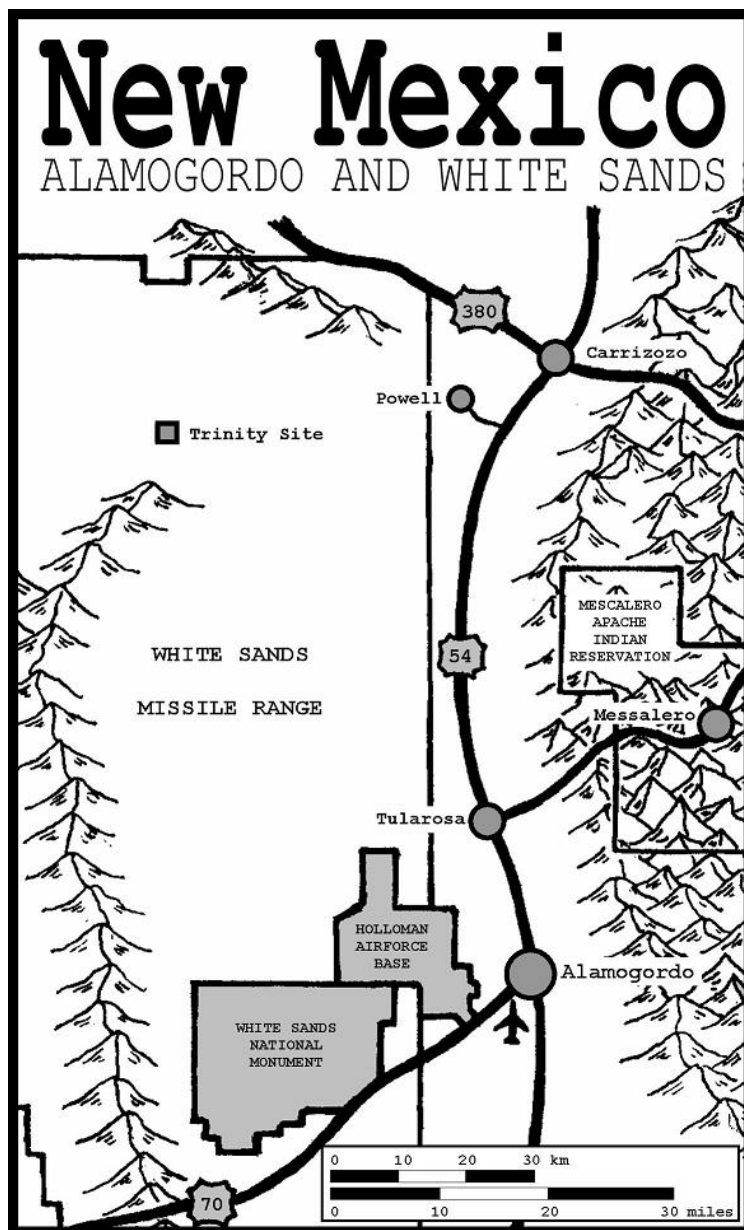 New Mexico
ALAMOGORDO AND WHITE SANDS
380
Carrizozo
Powell
Trinity Site
MESCALERO
APACHE
INDIAN
RESERVATION
WHITE SANDS
MISSILE RANGE
54
Messalero
Tularosa
HOLLOMAN
AIRFORCE
BASE
Alamogordo
WHITE SANDS
NATIONAL
MONUMENT
70
0 10 20 30 km
0 10 20 30 miles